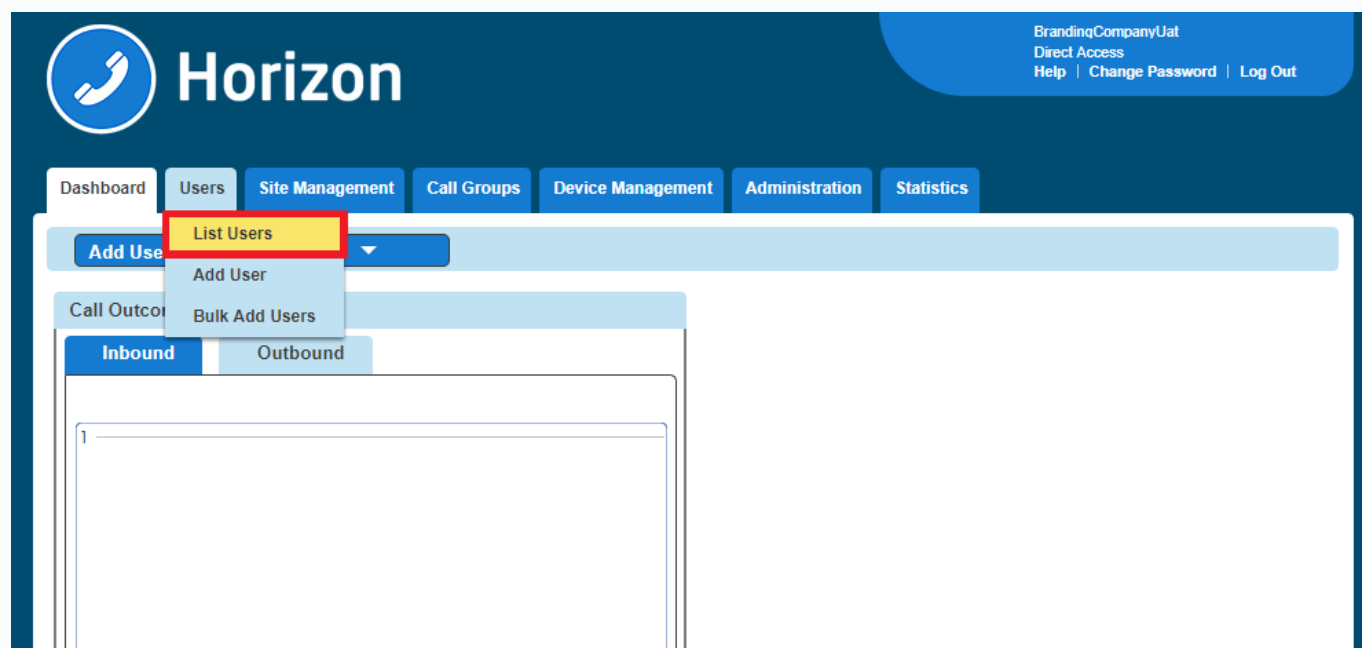 BrandingCompanyUat
Direct Access
Help | Change Password | Log Out
Horizon
Dashboard Users Site Management Call Groups Device Management Administration Statistics
List Users
Add Use
Add User
Call Outco
Bulk Add Users
Inbound Outbound
1